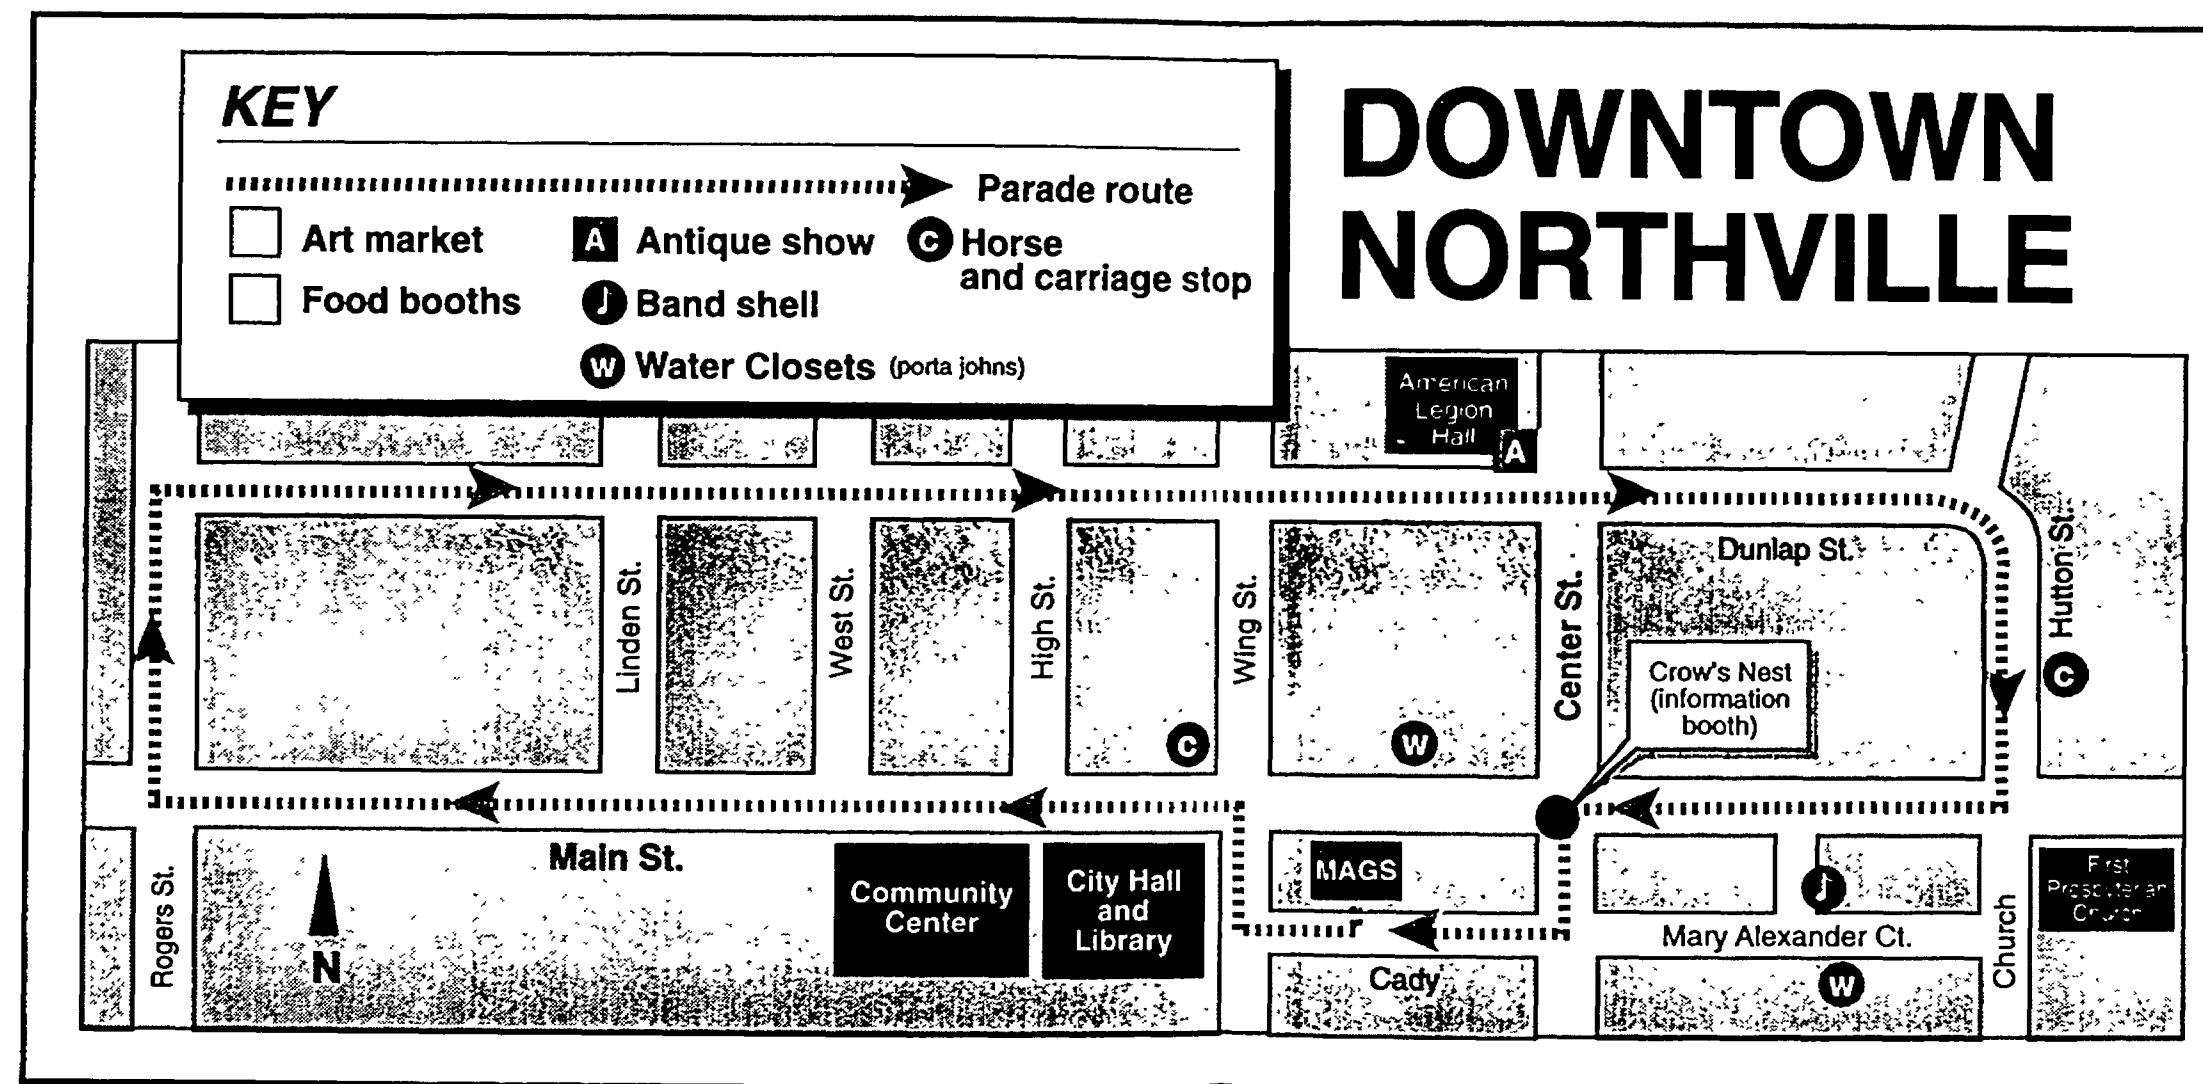 KEY
Parade route
Art market
A Antique show
C Horse
and carriage stop
Food booths
Band shell
W Water Closets (porta johns)
DOWNTOWN
NORTHVILLE
American
Legion
Hall
A
Dunlap St.
Linden St.
West St.
High St.
Wing St.
Center St.
Hutton St.
Crow's Nest
(information
booth)
C
W
C
Main St.
Community
Center
City Hall
and
Library
MAGS
First
Presbyterian
Church
Rogers St.
N
Mary Alexander Ct.
Cady
W
Church